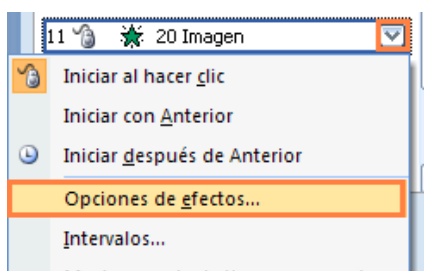 11 20 Imagen
Iniciar al hacer clic
Iniciar con Anterior
Iniciar después de Anterior
Opciones de efectos...
Intervalos...